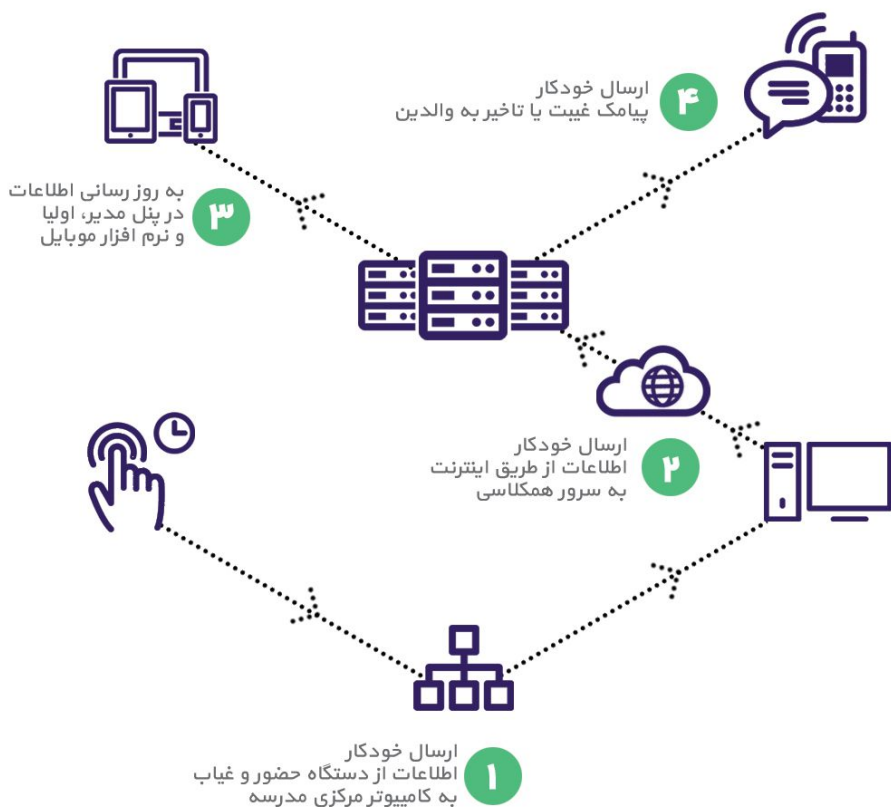 ۱
ارسال خودکار
اطلاعات از دستگاه حضور و غیاب
به کامپیوتر مرکزی مدرسه
۲
ارسال خودکار
اطلاعات از طریق اینترنت
به سرور همکلاسی
۳
به روز رسانی اطلاعات
در پنل مدیر، اولیا
و نرم افزار موبایل
۴
ارسال خودکار
پیامک غیبت یا تاخیر به والدین